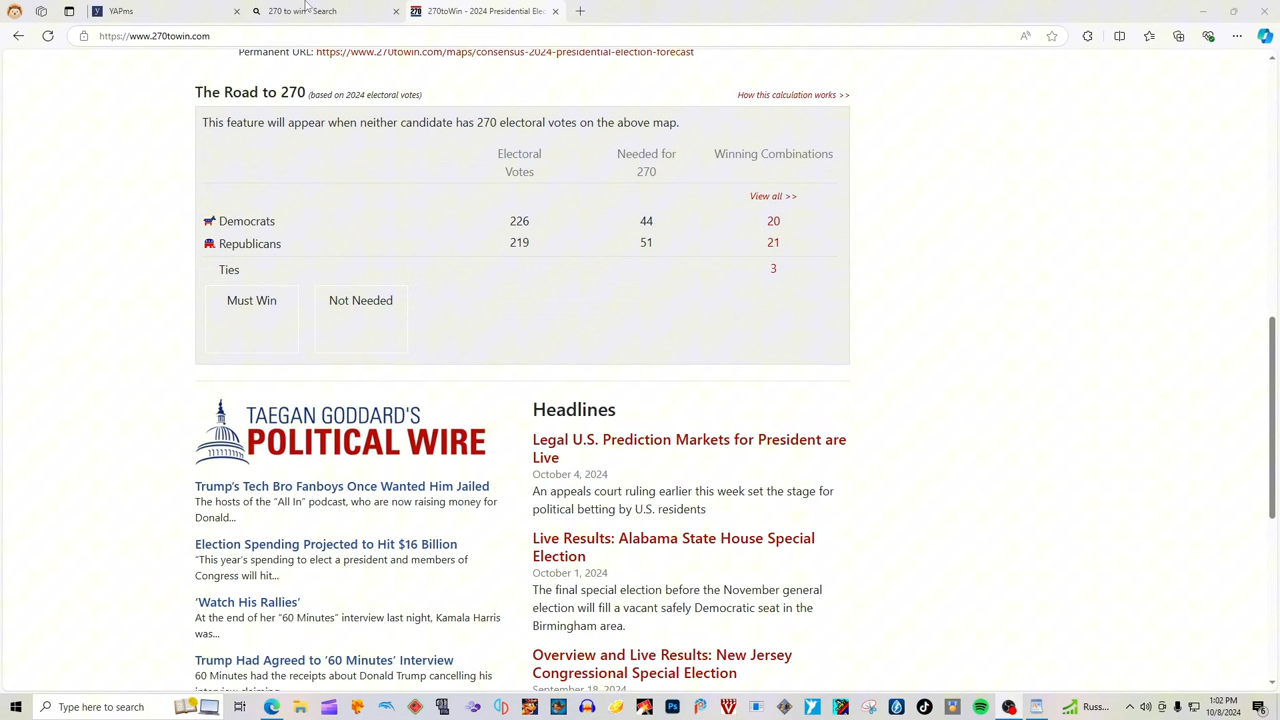 YAPms
270 to win - Search
270toWin - 2024 Presidential Elec
https://www.270towin.com
Permanent URL: https://www.270towin.com/maps/consensus-2024-presidential-election-forecast
The Road to 270 (based on 2024 electoral votes)
How this calculation works >>
This feature will appear when neither candidate has 270 electoral votes on the above map.
Electoral Votes
Needed for 270
Winning Combinations
View all >>
Democrats 226 44 20
Republicans 219 51 21
Ties 3
Must Win
Not Needed
TAEGAN GODDARD'S
POLITICAL WIRE
Trump's Tech Bro Fanboys Once Wanted Him Jailed
The hosts of the "All In" podcast, who are now raising money for
Donald...
Election Spending Projected to Hit $16 Billion
"This year's spending to elect a president and members of
Congress will hit...
'Watch His Rallies'
At the end of her "60 Minutes" interview last night, Kamala Harris
was...
Trump Had Agreed to '60 Minutes' Interview
60 Minutes had the receipts about Donald Trump cancelling his
interview claiming
Headlines
Legal U.S. Prediction Markets for President are
Live
October 4, 2024
An appeals court ruling earlier this week set the stage for
political betting by U.S. residents
Live Results: Alabama State House Special
Election
October 1, 2024
The final special election before the November general
election will fill a vacant safely Democratic seat in the
Birmingham area.
Overview and Live Results: New Jersey
Congressional Special Election
September 18, 2024
Type here to search
Russ...
1:02 PM
10/8/2024